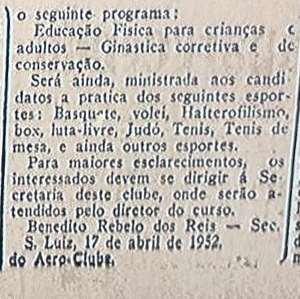 o seguinte programa:
Educação Física para crianças e
adultos — Ginastica corretiva e de
conservação.
Será ainda, ministrada aos candi-
datos a pratica dos seguintes espor-
tes: Basquete, volei, Halterofilismo,
box, luta-livre, Judó, Tenis, Tenis de
mesa, e ainda outros esportes.
Para maiores esclarecimentos, os
interessados devem se dirigir á Se-
cretaria deste clube, onde serão a-
tendidos pelo diretor do curso.
Benedito Rebelo dos Reis — Sec.
S. Luiz, 17 de abril de 1952,
do Aero-Clube.